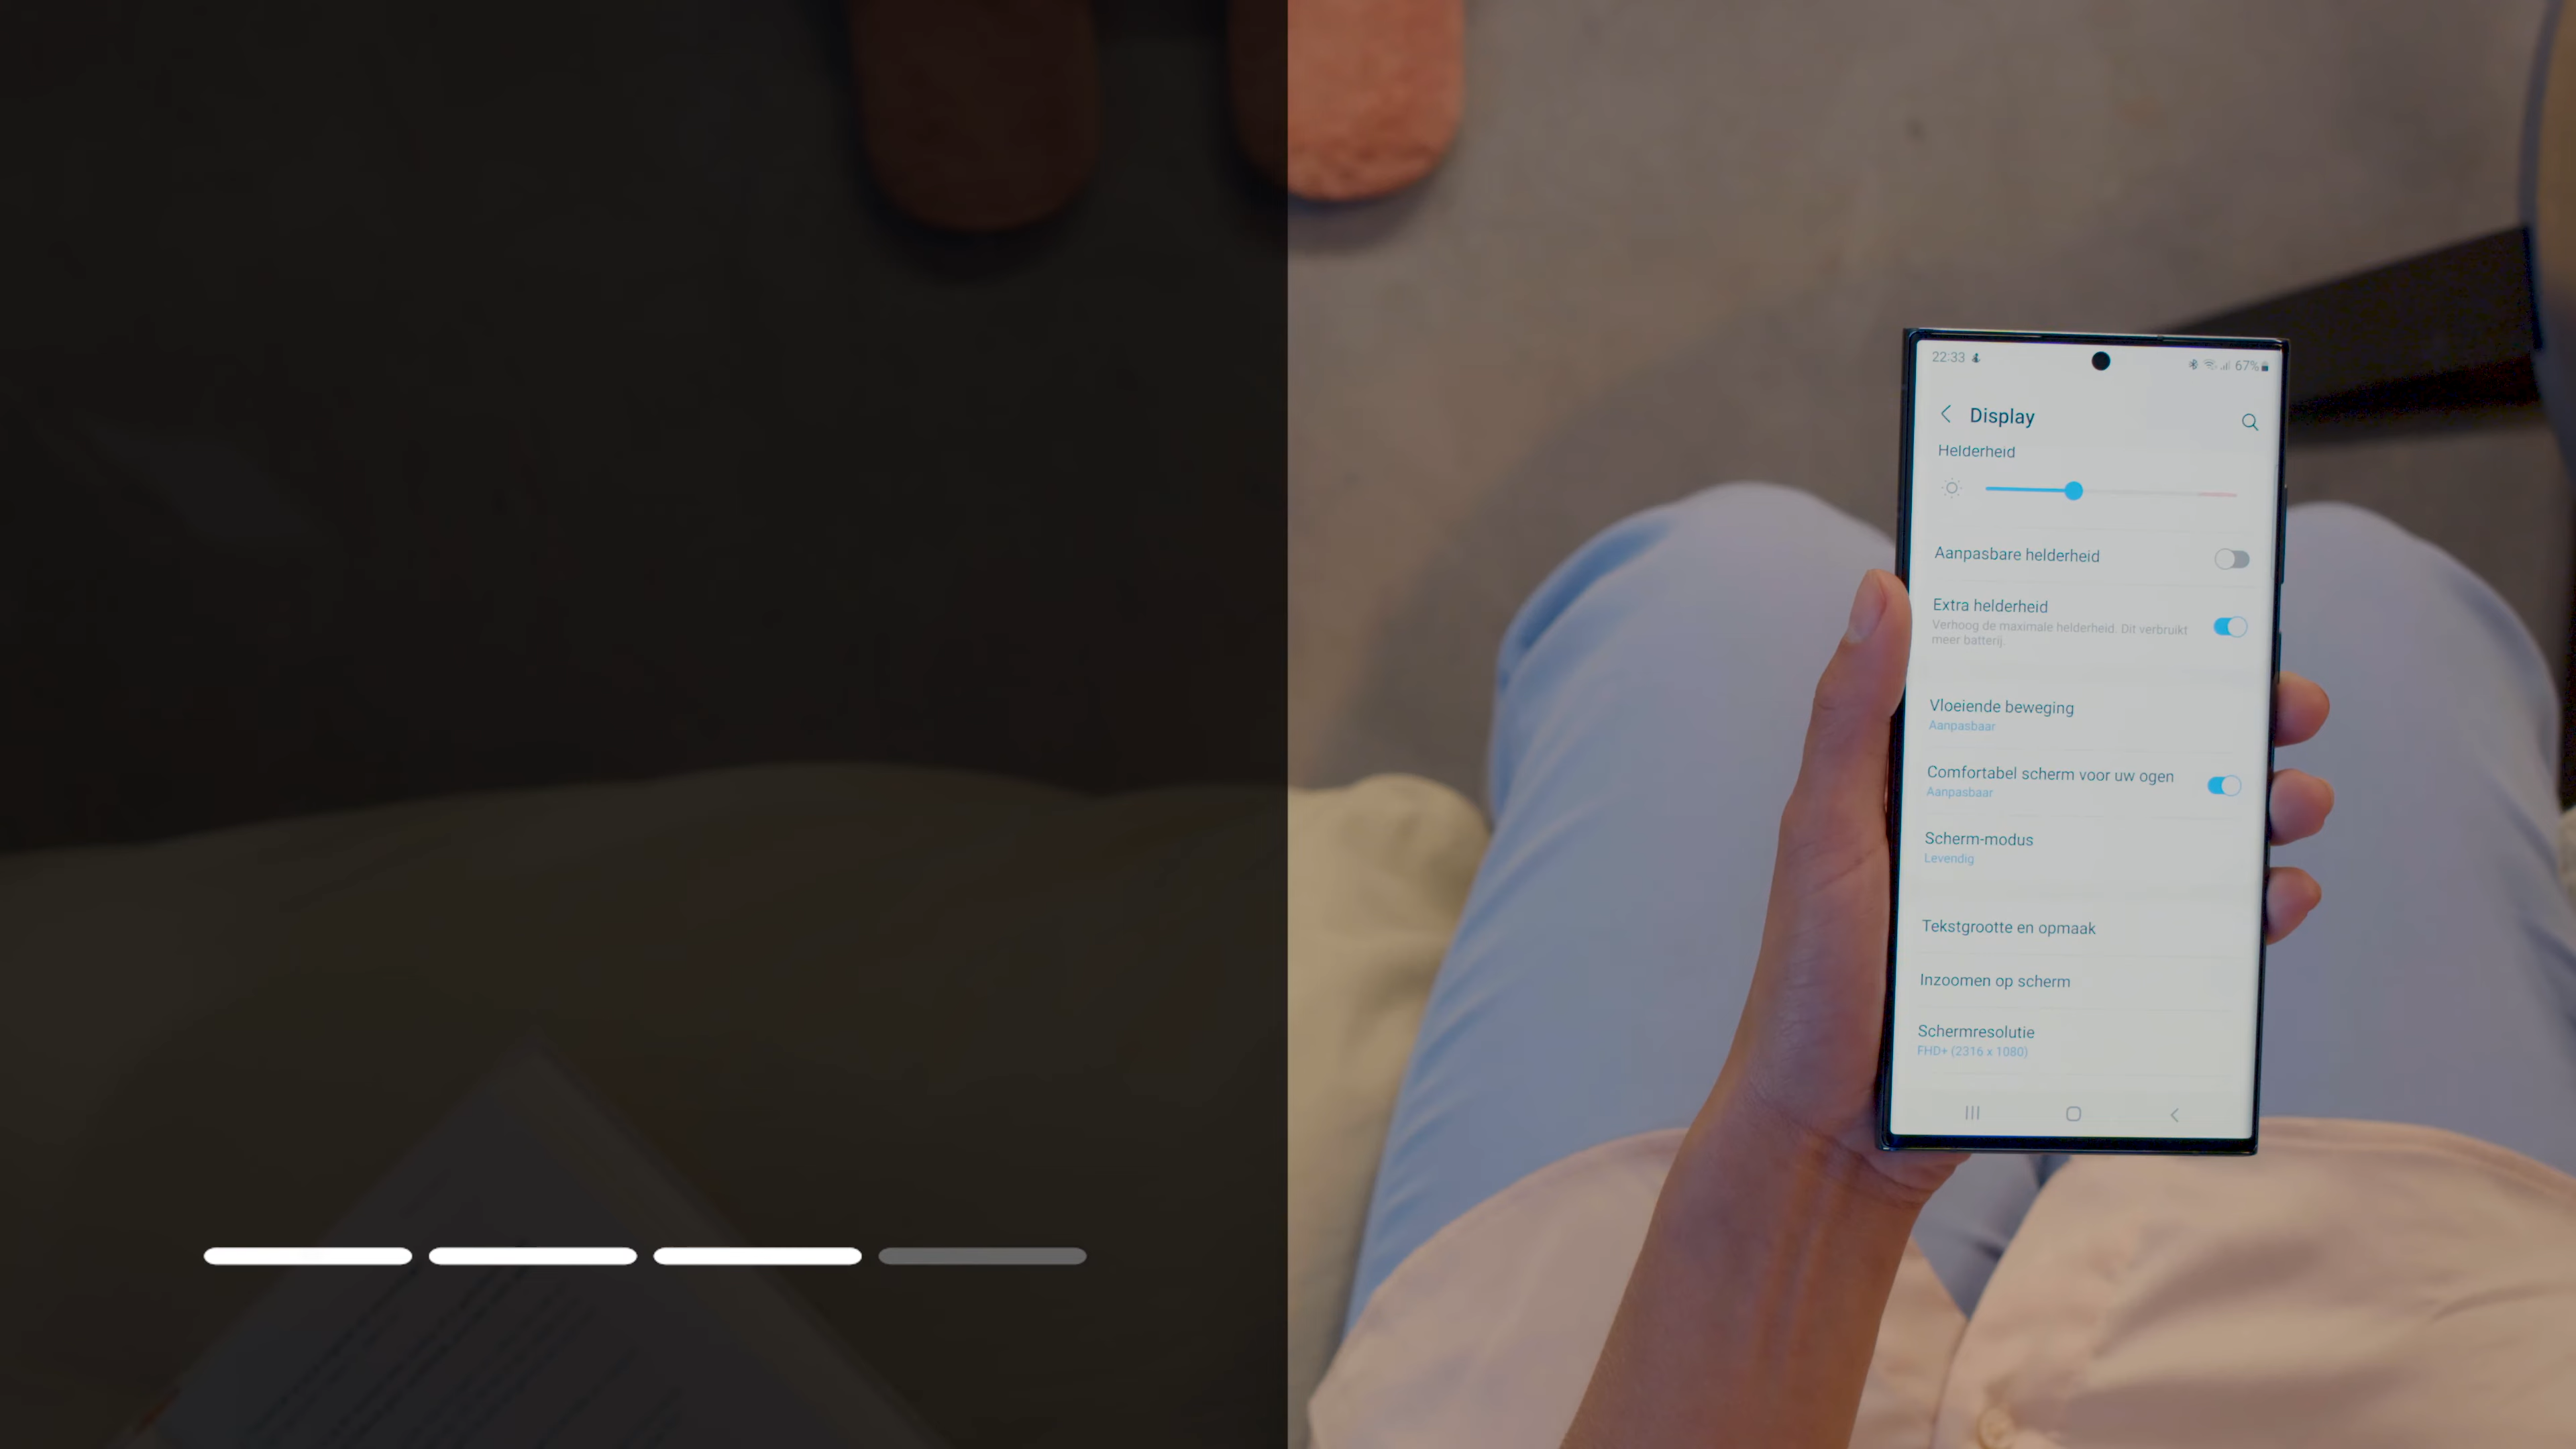 22:33
67%
Display
Helderheid
Aanpasbare helderheid
Extra helderheid
Verhoog de maximale helderheid. Dit verbruikt
meer batterij.
Vloeiende beweging
Aanpasbaar
Comfortabel scherm voor uw ogen
Aanpasbaar
Scherm-modus
Levendig
Tekstgrootte en opmaak
Inzoomen op scherm
Schermresolutie
FHD+ (2316 x 1080)